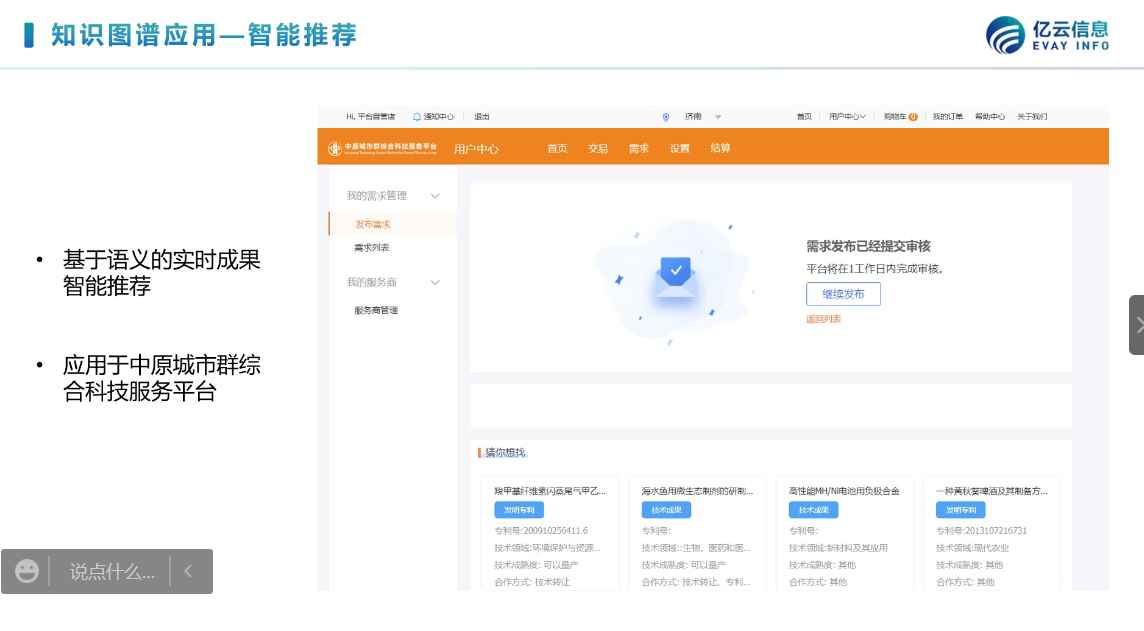 知识图谱应用—智能推荐
亿云信息
EVAY INFO
• 基于语义的实时成果
智能推荐
• 应用于中原城市群综
合科技服务平台
Hi, 平台自营店 通知中心 退出 济南 首页 用户中心 购物车 0 我的订单 帮助中心 关于我们
中原城市群综合科技服务平台 用户中心 首页 交易 需求 设置 结算
我的需求管理
发布需求
需求列表
我的服务商
服务商管理
需求发布已经提交审核
平台将在1工作日内完成审核。
继续发布
返回列表
猜你想找
羧甲基纤维素闪蒸尾气甲乙...
发明专利
专利号:200910256411.6
技术领域:环境保护与资源...
技术成熟度: 可以量产
合作方式: 技术转让
海水鱼用微生态制剂的研制...
技术成果
专利号:
技术领域::生物、医药和医...
技术成熟度: 可以量产
合作方式: 技术转让、专利...
高性能MH/Ni电池用负极合金
技术成果
专利号:
技术领域:新材料及其应用
技术成熟度: 其他
合作方式: 其他
一种黄秋葵啤酒及其制备方...
发明专利
专利号:2013107216731
技术领域:现代农业
技术成熟度: 其他
合作方式: 其他
说点什么...